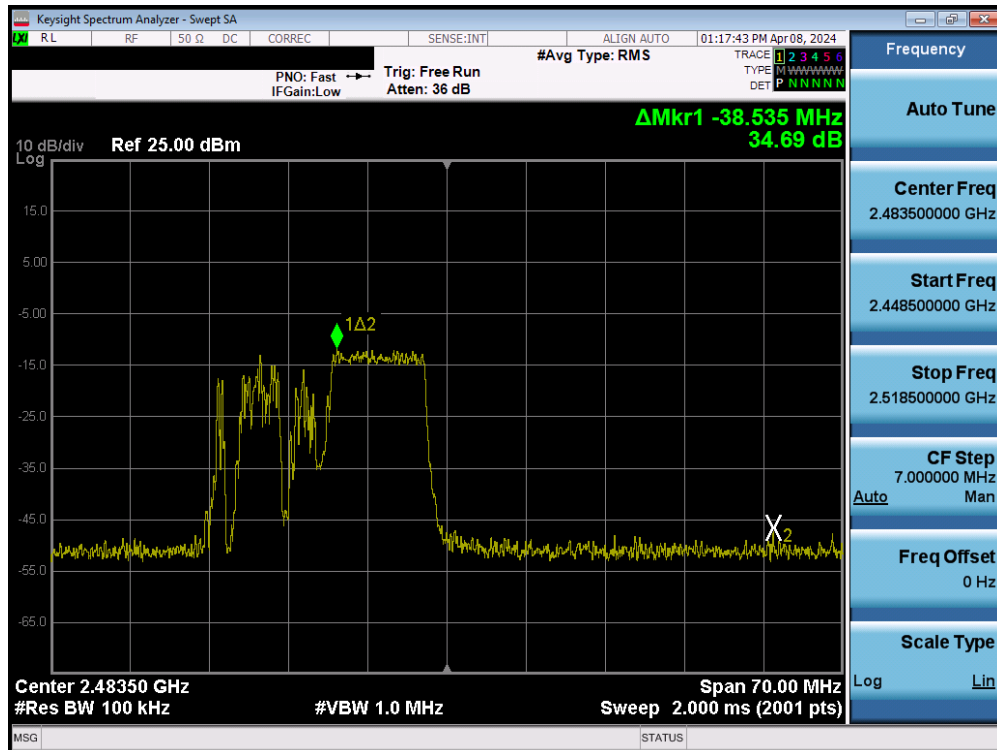 Keysight Spectrum Analyzer - Swept SA
LXI RL RF 50 Ω DC CORREC SENSE:INT ALIGN AUTO 01:17:43 PM Apr 08, 2024
PNO: Fast Trig: Free Run #Avg Type: RMS TRACE 1 2 3 4 5 6
IFGain:Low Atten: 36 dB TYPE M WWWWW
DET P N N N N N
ΔMkr1 -38.535 MHz
34.69 dB
10 dB/div Ref 25.00 dBm
Log
15.0
5.00
-5.00
1Δ2
-15.0
-25.0
-35.0
-45.0
X2
-55.0
-65.0
Center 2.48350 GHz Span 70.00 MHz
#Res BW 100 kHz #VBW 1.0 MHz Sweep 2.000 ms (2001 pts)
MSG STATUS
Frequency
Auto Tune
Center Freq
2.483500000 GHz
Start Freq
2.448500000 GHz
Stop Freq
2.518500000 GHz
CF Step
7.000000 MHz
Auto Man
Freq Offset
0 Hz
Scale Type
Log Lin